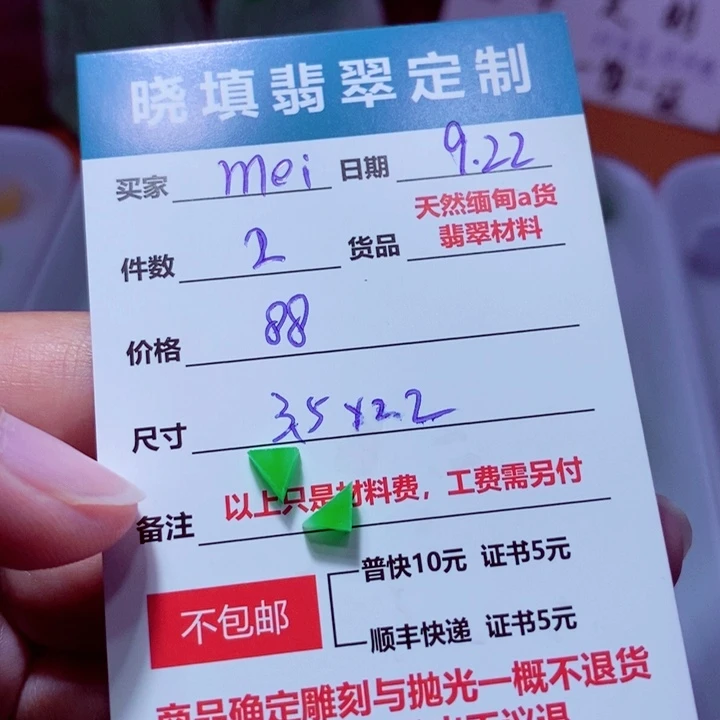 晓填翡翠定制
买家 mei 日期 9.22
件数 2 货品 天然缅甸a货
翡翠材料
价格 88
尺寸 3.5×2.2
备注 以上只是材料费，工费需另付
不包邮
普快10元 证书5元
顺丰快递 证书5元
商品确定雕刻与抛光一概不退货